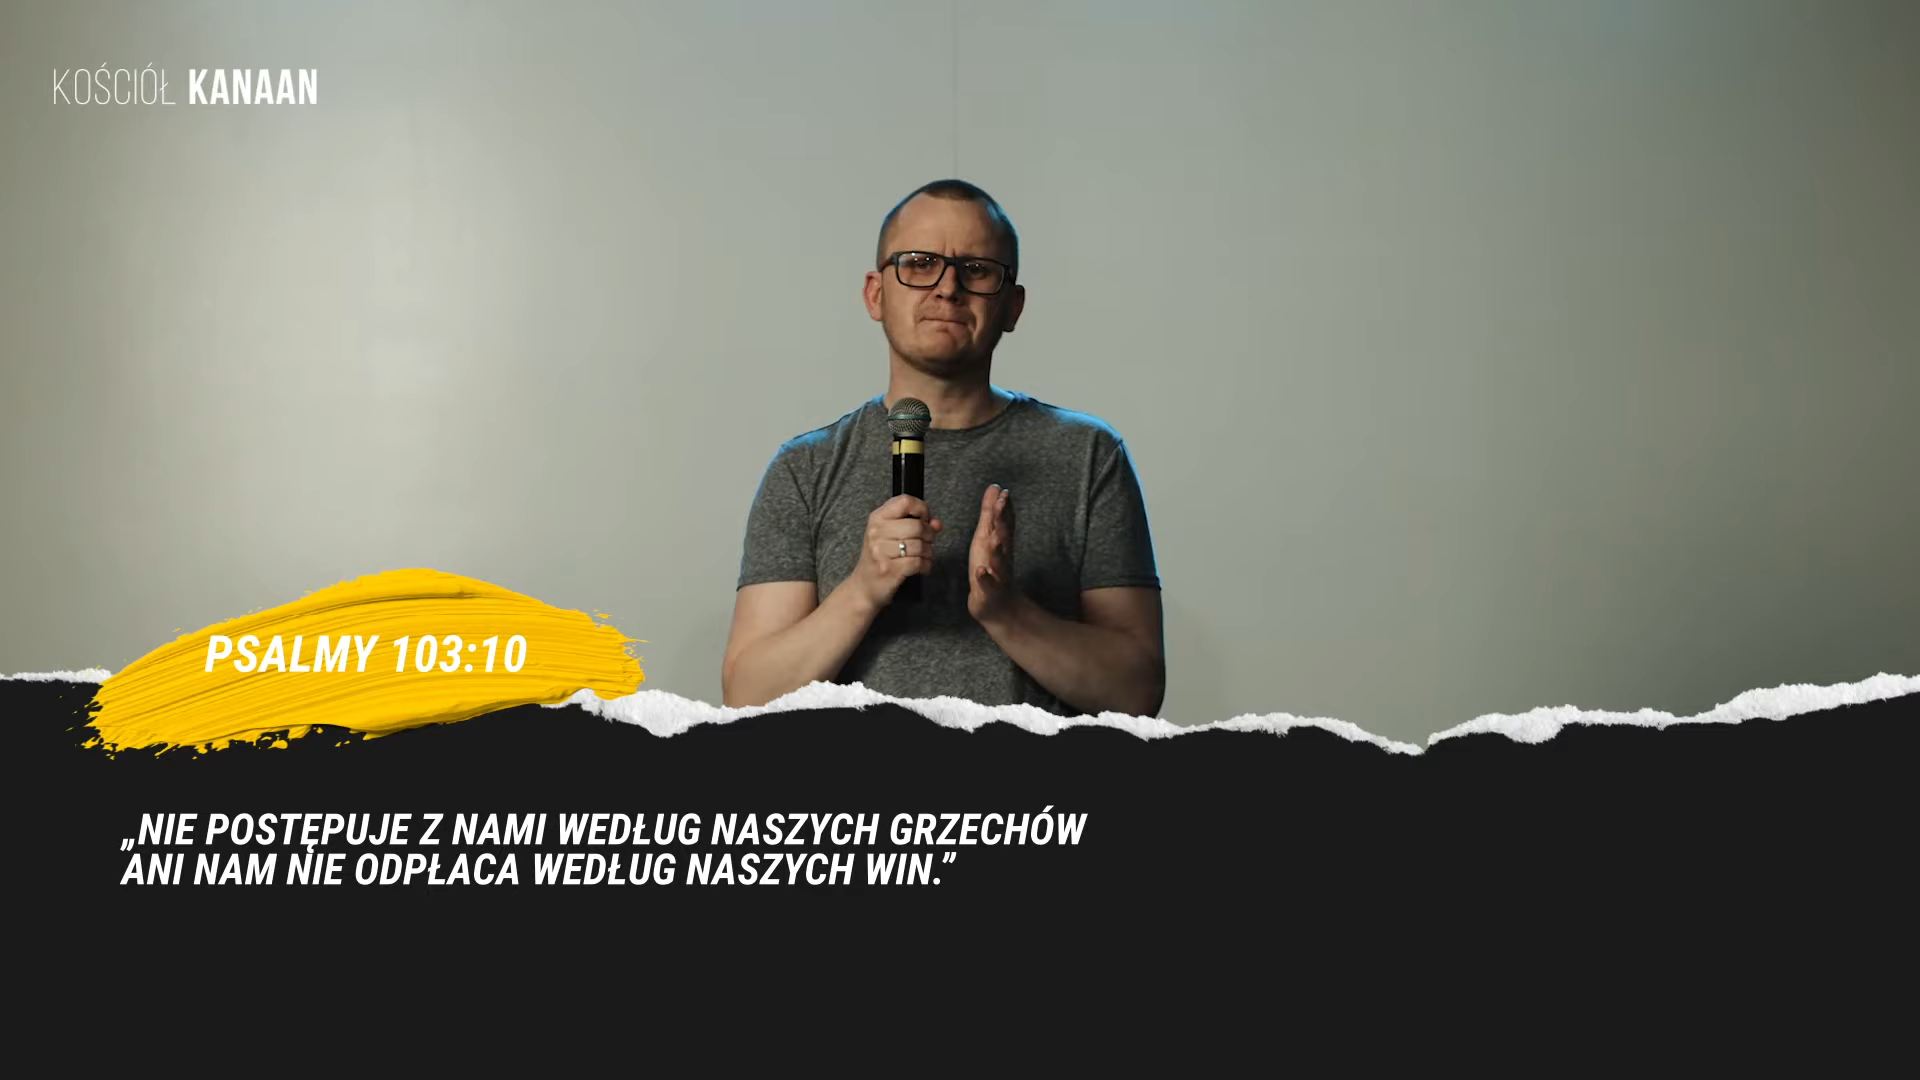 KOŚCIÓŁ KANAAN
PSALMY 103:10
„NIE POSTĘPUJE Z NAMI WEDŁUG NASZYCH GRZECHÓW
ANI NAM NIE ODPŁACA WEDŁUG NASZYCH WIN.”